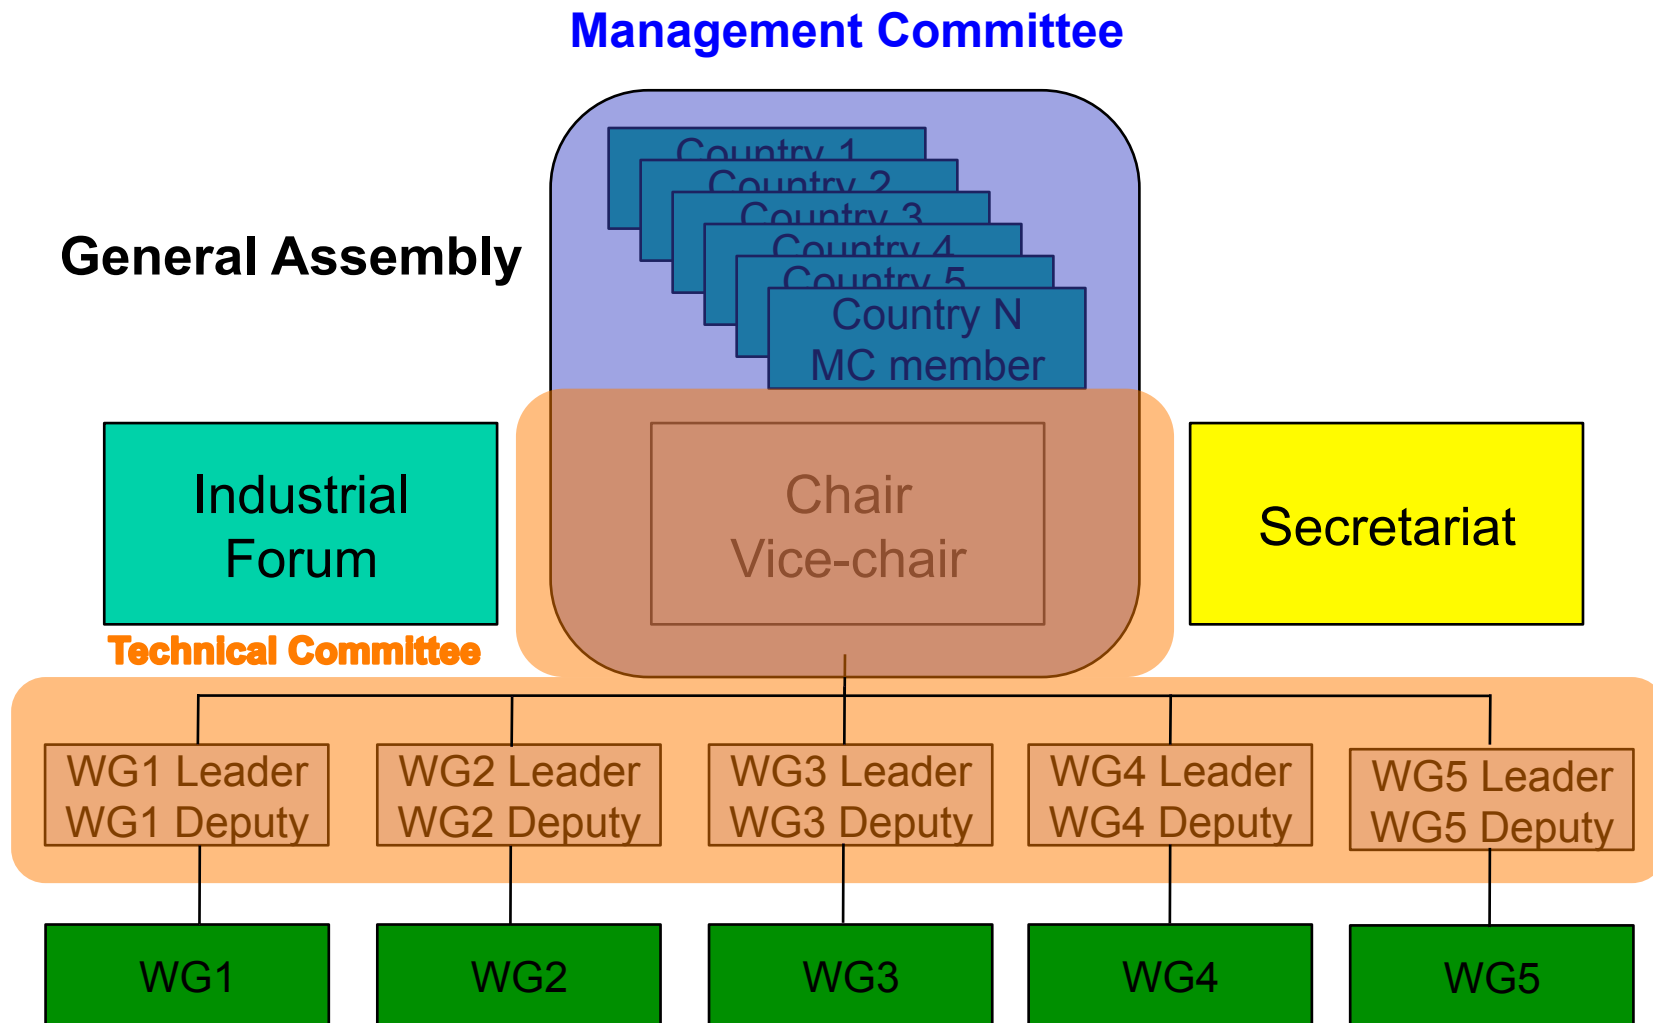 Management Committee
Country 1
Country 2
Country 3
Country 4
Country 5
Country N
MC member
General Assembly
Industrial
Forum
Chair
Vice-chair
Secretariat
Technical Committee
WG1 Leader
WG1 Deputy
WG2 Leader
WG2 Deputy
WG3 Leader
WG3 Deputy
WG4 Leader
WG4 Deputy
WG5 Leader
WG5 Deputy
WG1
WG2
WG3
WG4
WG5